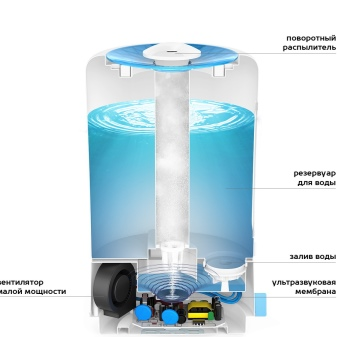 поворотный
распылитель
резервуар
для воды
залив воды
вентилятор
малой мощности
ультразвуковая
мембрана